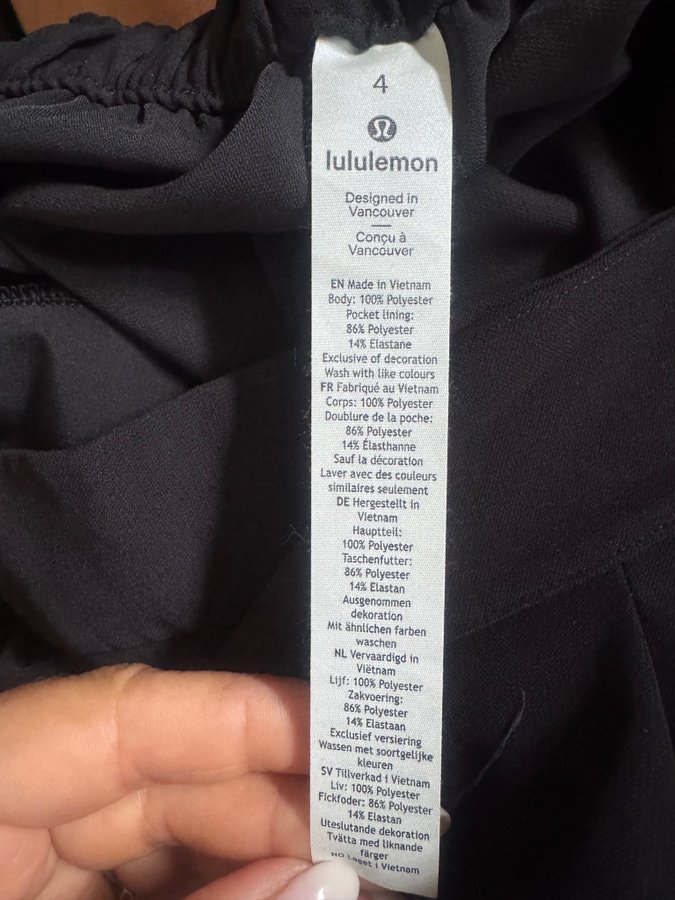 4
lululemon
Designed in
Vancouver
Conçu à
Vancouver
EN Made in Vietnam
Body: 100% Polyester
Pocket lining:
86% Polyester
14% Elastane
Exclusive of decoration
Wash with like colours
FR Fabriqué au Vietnam
Corps: 100% Polyester
Doublure de la poche:
86% Polyester
14% Élasthanne
Sauf la décoration
Laver avec des couleurs
similaires seulement
DE Hergestellt in
Vietnam
Hauptteil:
100% Polyester
Taschenfutter:
86% Polyester
14% Elastan
Ausgenommen
dekoration
Mit ähnlichen farben
waschen
NL Vervaardigd in
Viëtnam
Lijf: 100% Polyester
Zakvoering:
86% Polyester
14% Elastaan
Exclusief versiering
Wassen met soortgelijke
kleuren
SV Tillverkad i Vietnam
Liv: 100% Polyester
Fickfoder: 86% Polyester
14% Elastan
Uteslutande dekoration
Tvätta med liknande
färger
NO Laget i Vietnam